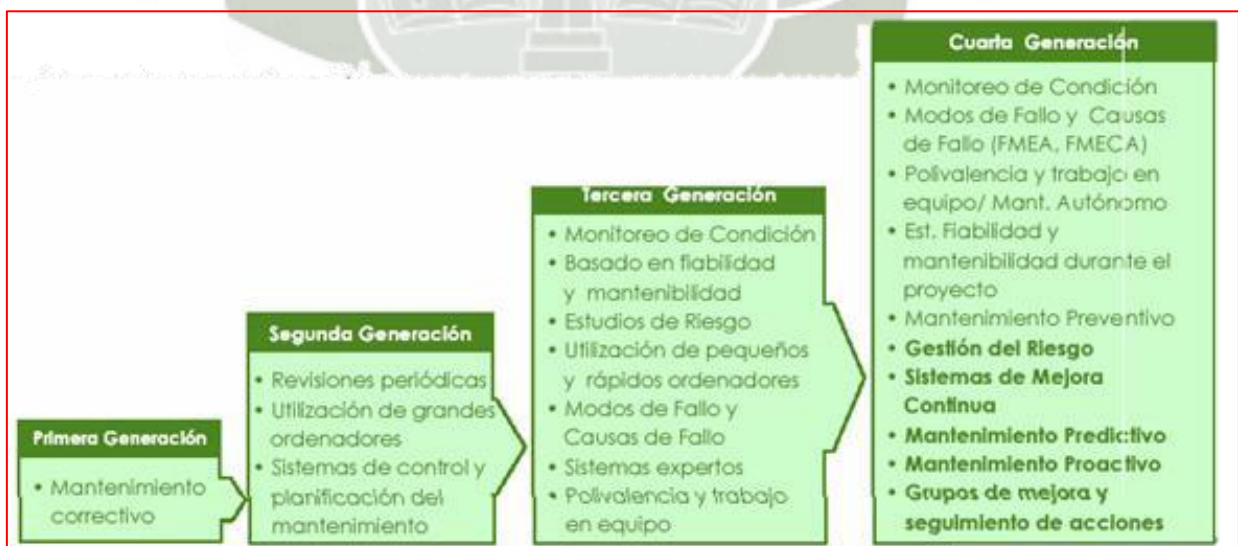 Primera Generación
• Mantenimiento
correctivo
Segunda Generación
• Revisiones periódicas
• Utilización de grandes
ordenadores
• Sistemas de control y
planificación del
mantenimiento
Tercera Generación
• Monitoreo de Condición
• Basado en fiabilidad
y mantenibilidad
• Estudios de Riesgo
• Utilización de pequeños
y rápidos ordenadores
• Modos de Fallo y
Causas de Fallo
• Sistemas expertos
• Polivalencia y trabajo
en equipo
Cuarta Generación
• Monitoreo de Condición
• Modos de Fallo y Causas
de Fallo (FMEA, FMECA)
• Polivalencia y trabajo en
equipo/ Mant. Autónomo
• Est. Fiabilidad y
mantenibilidad durante el
proyecto
• Mantenimiento Preventivo
• Gestión del Riesgo
• Sistemas de Mejora
Continua
• Mantenimiento Predictivo
• Mantenimiento Proactivo
• Grupos de mejora y
seguimiento de acciones